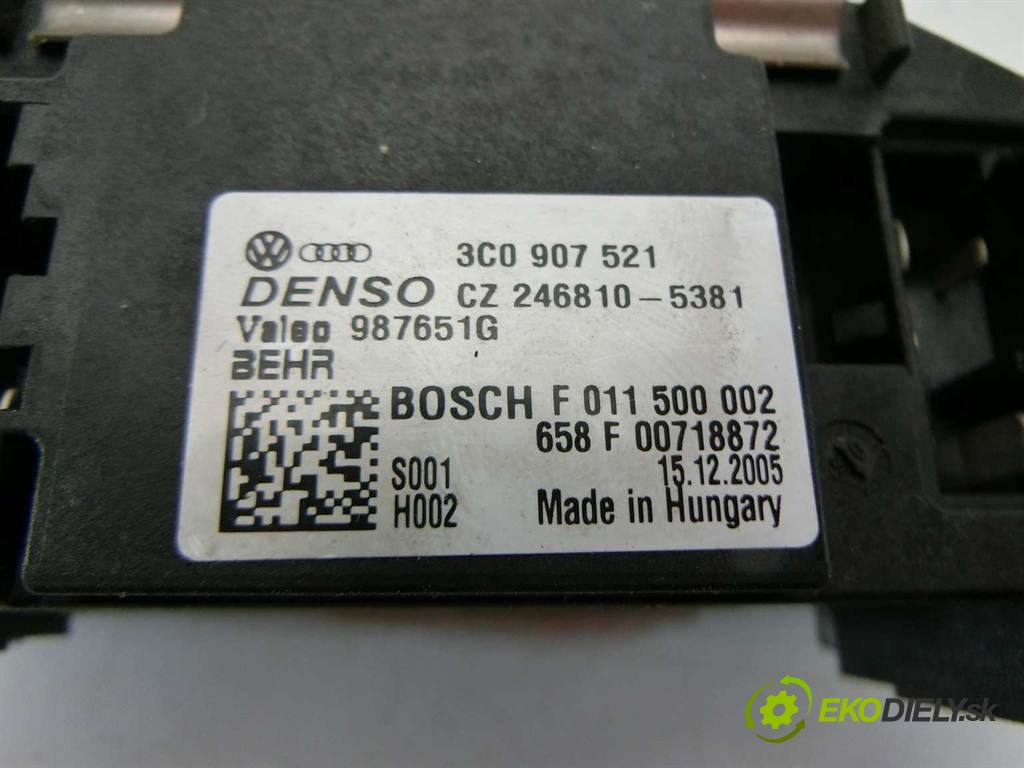 3C0 907 521
DENSO CZ 246810-5381
Valeo 987651G
BEHR
BOSCH F 011 500 002
658 F 00718872
S001 15.12.2005
H002 Made in Hungary
EKODIELY.sk